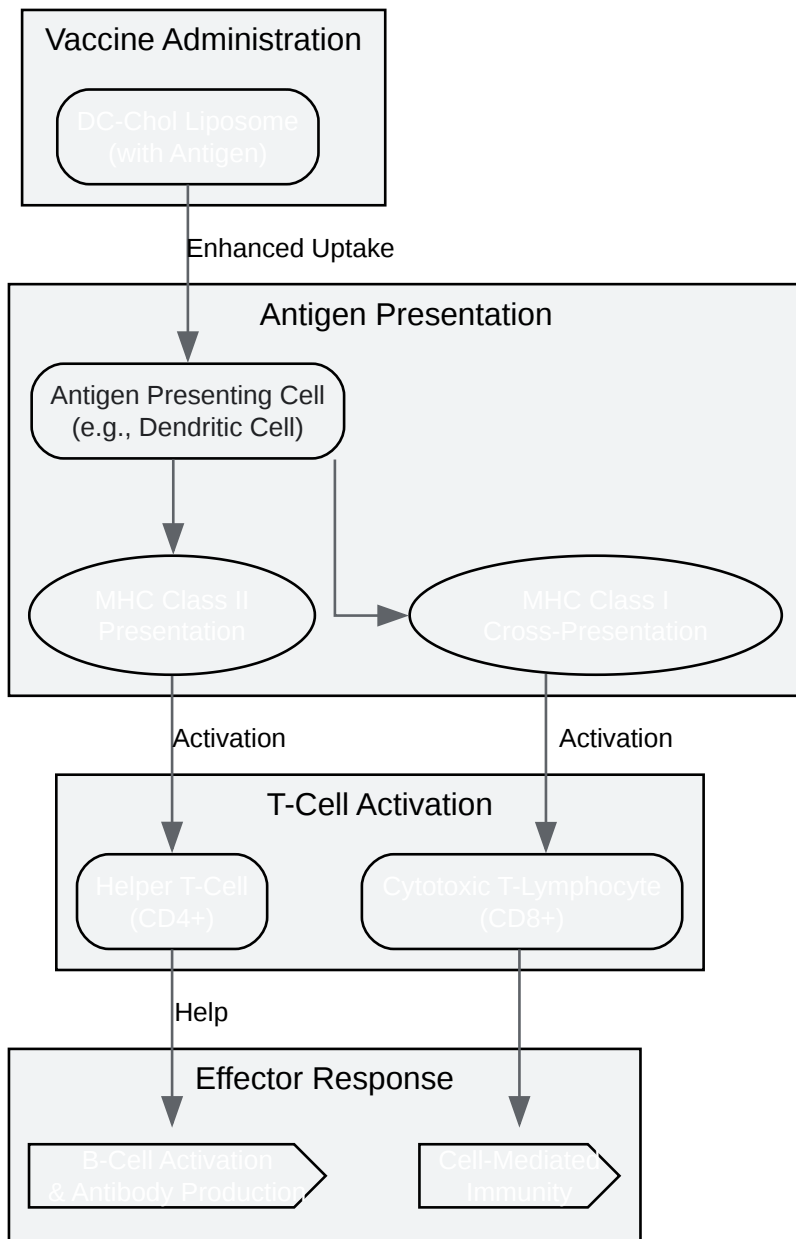 Vaccine Administration
DC-Chol Liposome
(with Antigen)
Enhanced Uptake
Antigen Presentation
Antigen Presenting Cell
(e.g., Dendritic Cell)
MHC Class II
Presentation
MHC Class I
Cross-Presentation
Activation
Activation
T-Cell Activation
Helper T-Cell
(CD4+)
Cytotoxic T-Lymphocyte
(CD8+)
Help
Effector Response
B-Cell Activation
& Antibody Production
Cell-Mediated
Immunity